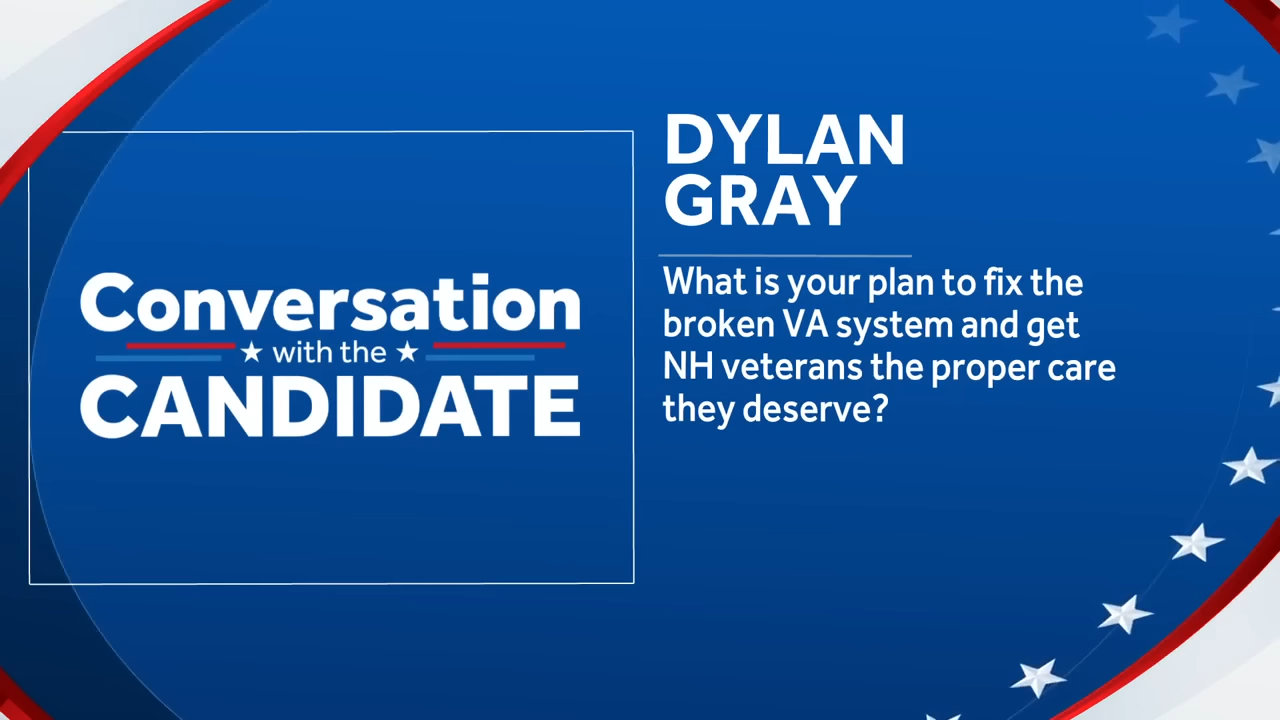 Conversation
with the
CANDIDATE
DYLAN
GRAY
What is your plan to fix the
broken VA system and get
NH veterans the proper care
they deserve?